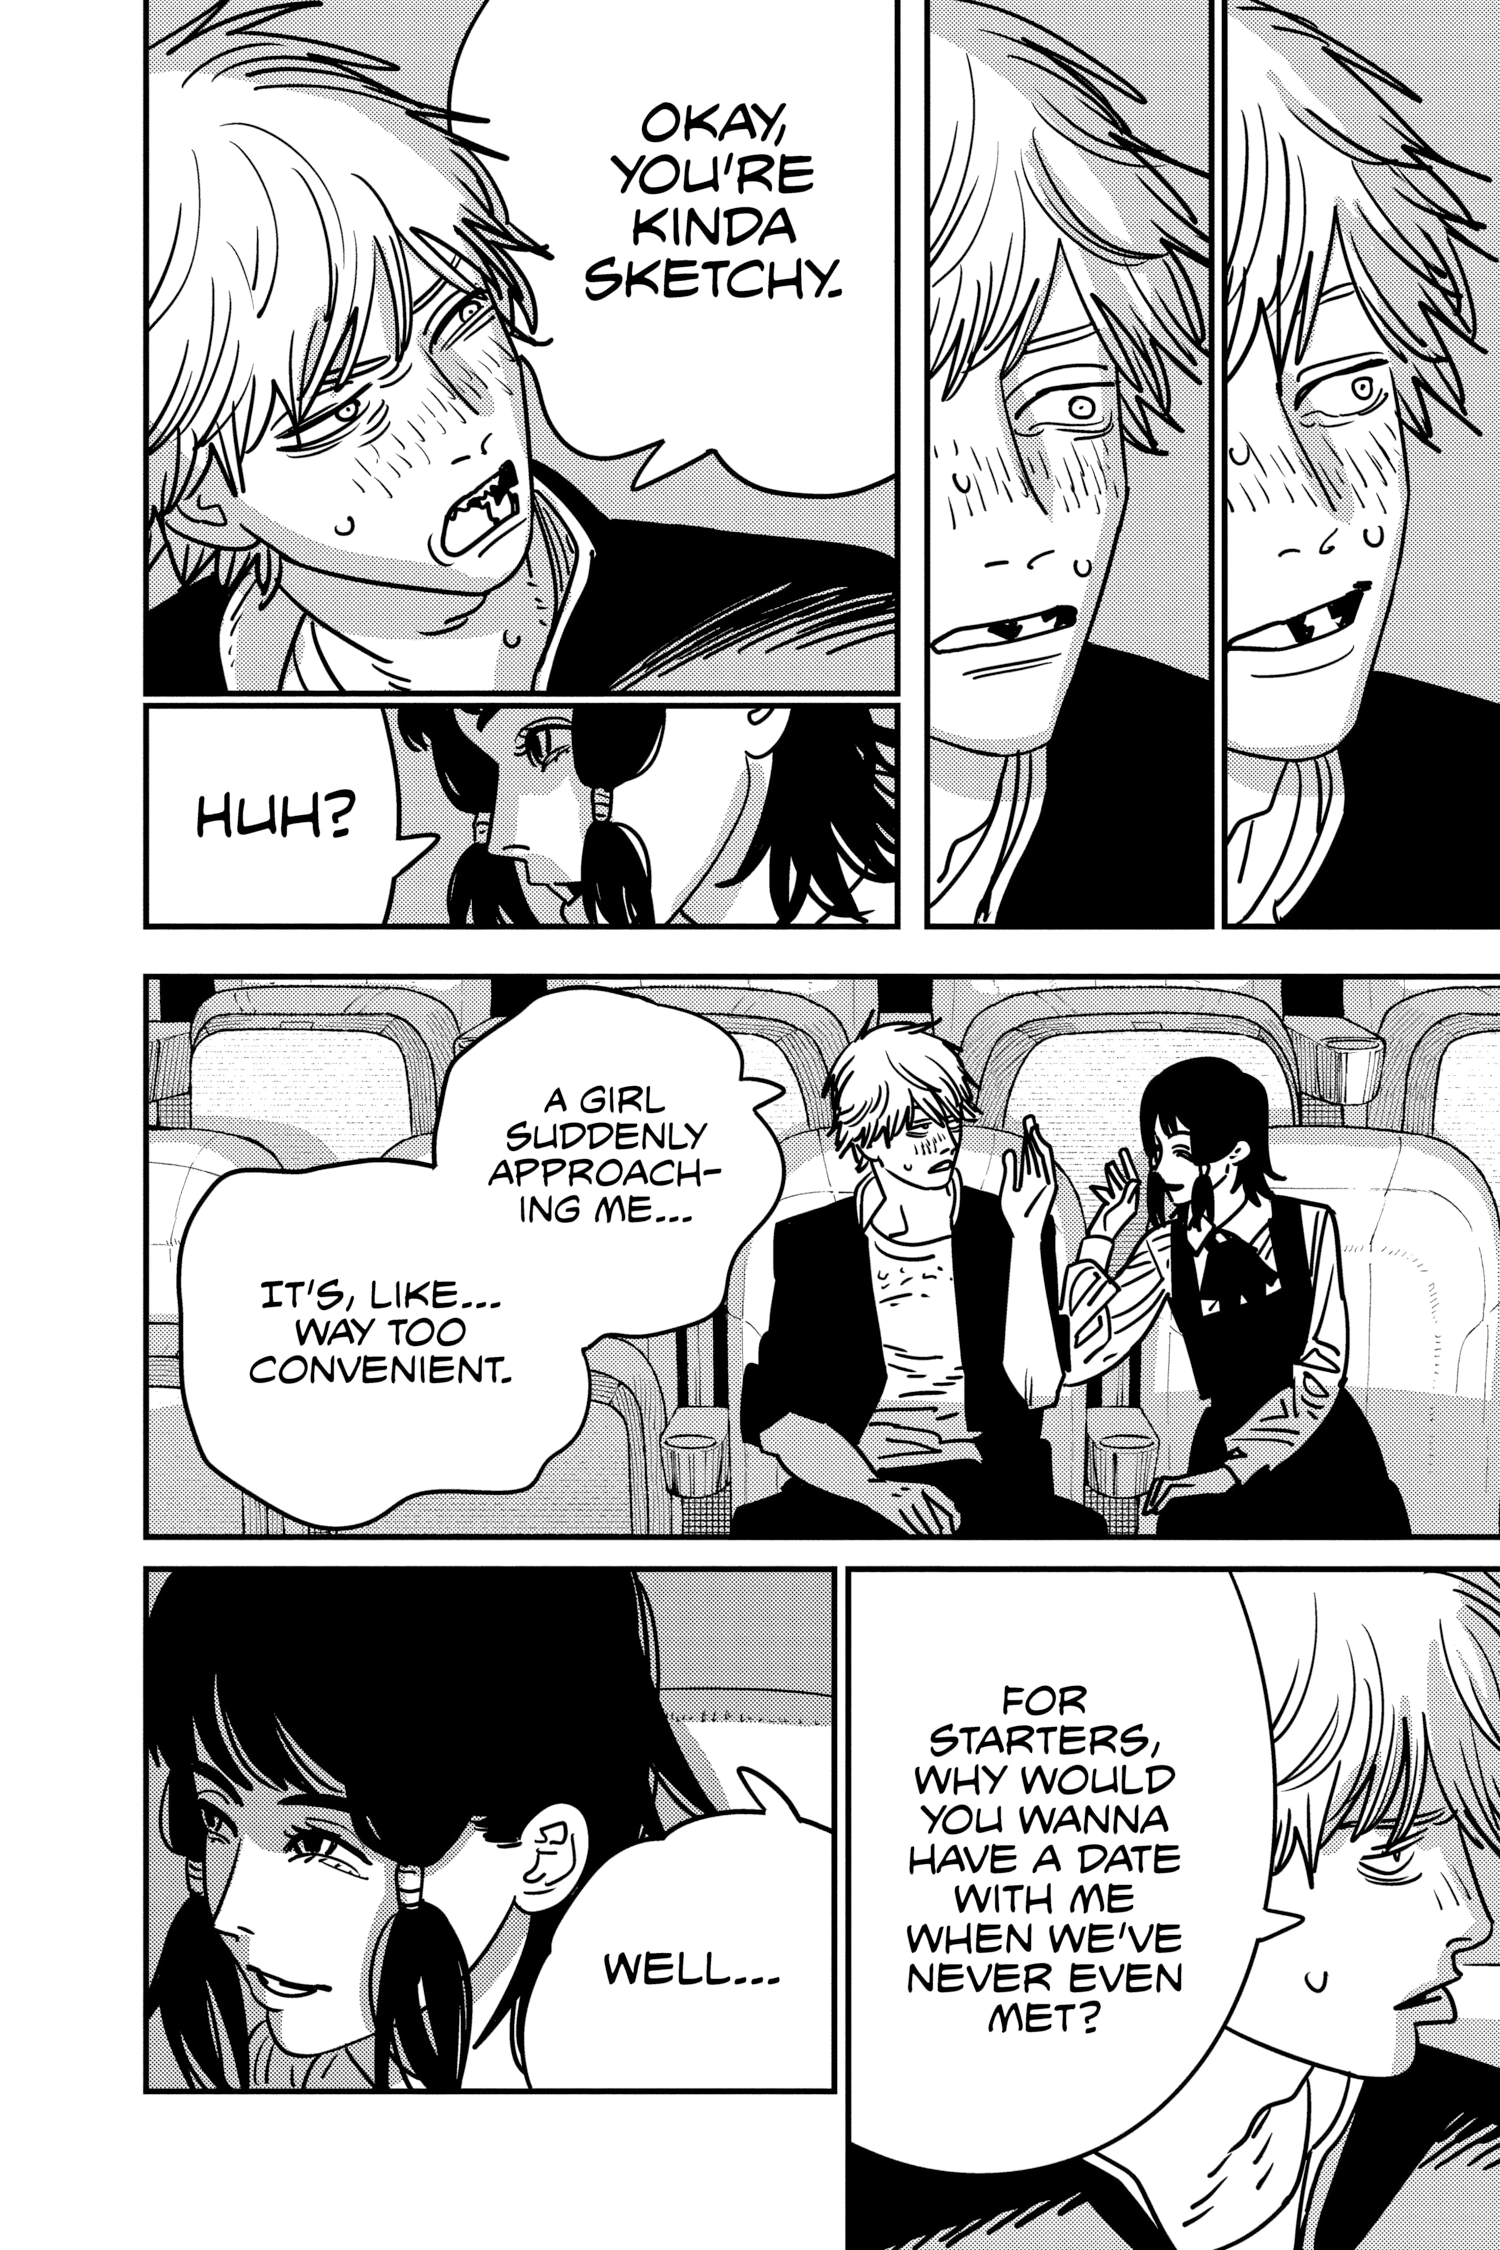 OKAY,
YOU'RE
KINDA
SKETCHY.
HUH?
A GIRL
SUDDENLY
APPROACH-
ING ME...
IT'S, LIKE...
WAY TOO
CONVENIENT.
FOR
STARTERS,
WHY WOULD
YOU WANNA
HAVE A DATE
WITH ME
WHEN WE'VE
NEVER EVEN
MET?
WELL...